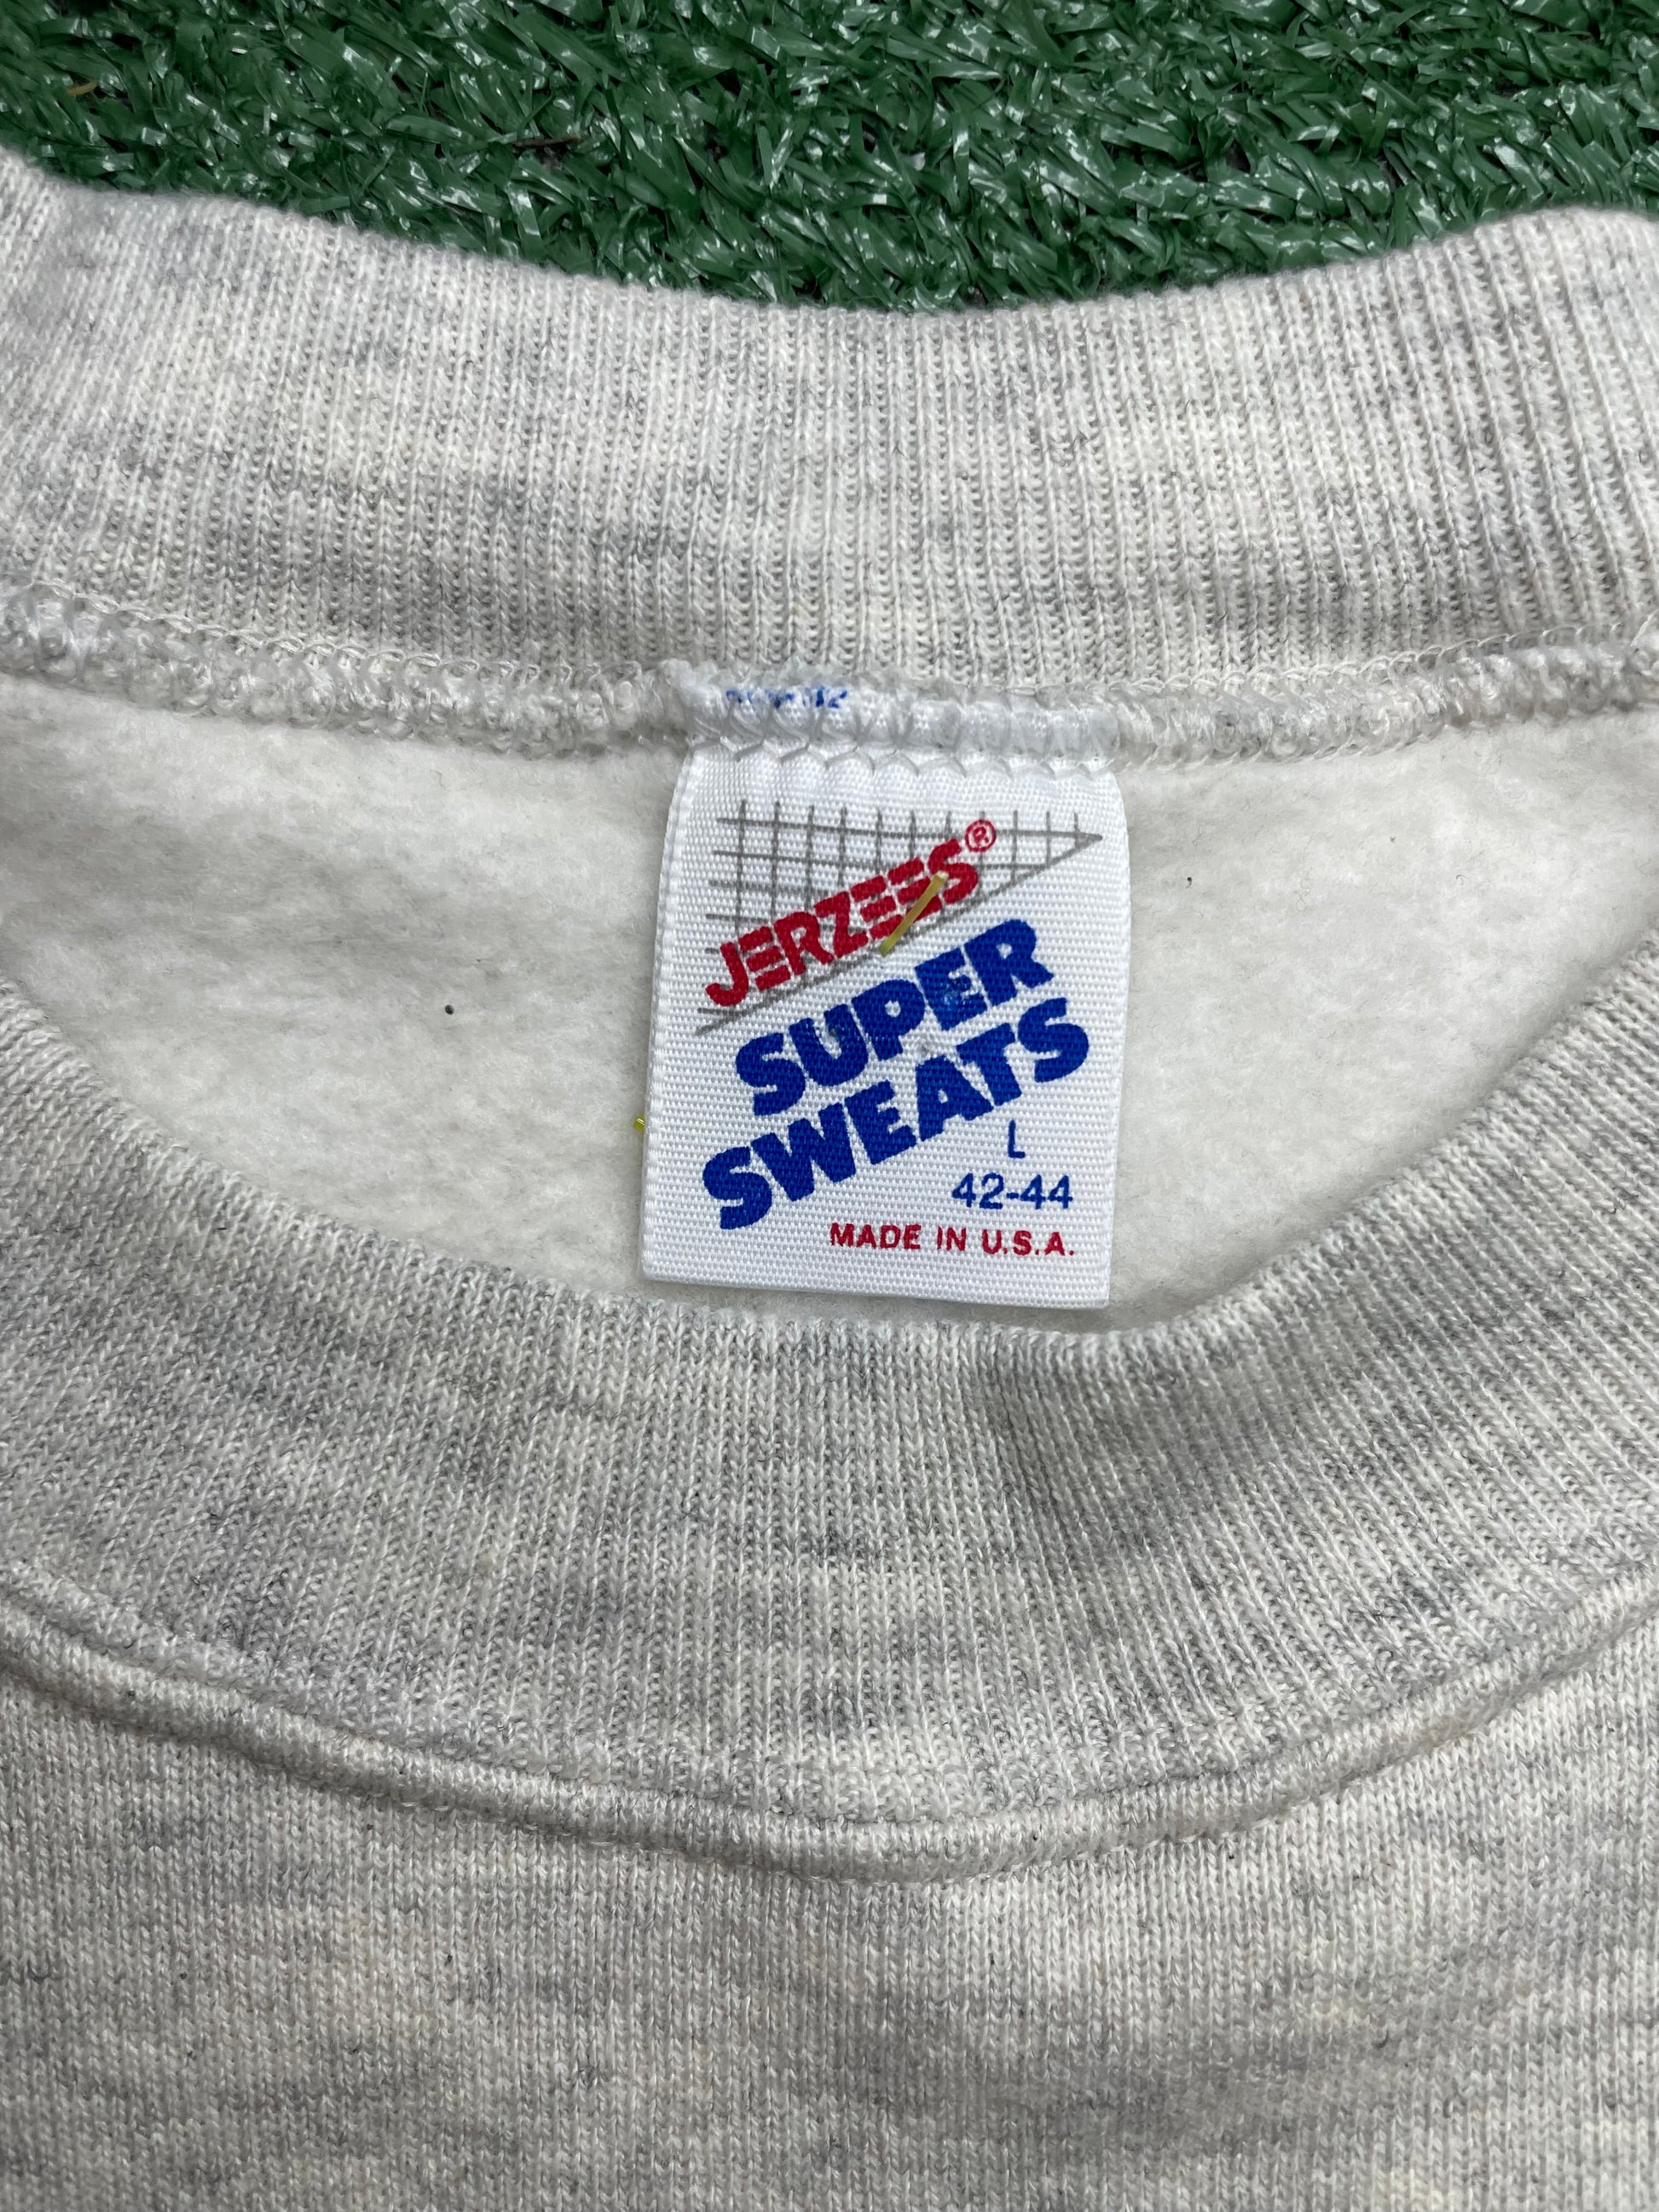 JERZEES®
SUPER
SWEATS
L
42-44
MADE IN U.S.A.